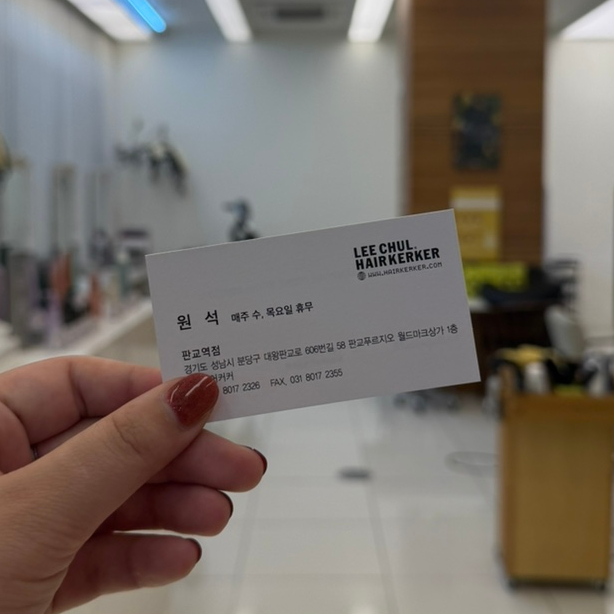 LEE CHUL.
HAIRKERKER
WWW.HAIRKERKER.COM
원 석 매주 수, 목요일 휴무
판교역점
경기도 성남시 분당구 대왕판교로 606번길 58 판교푸르지오 월드마크상가 1층
커커
8017 2326 FAX. 031 8017 2355